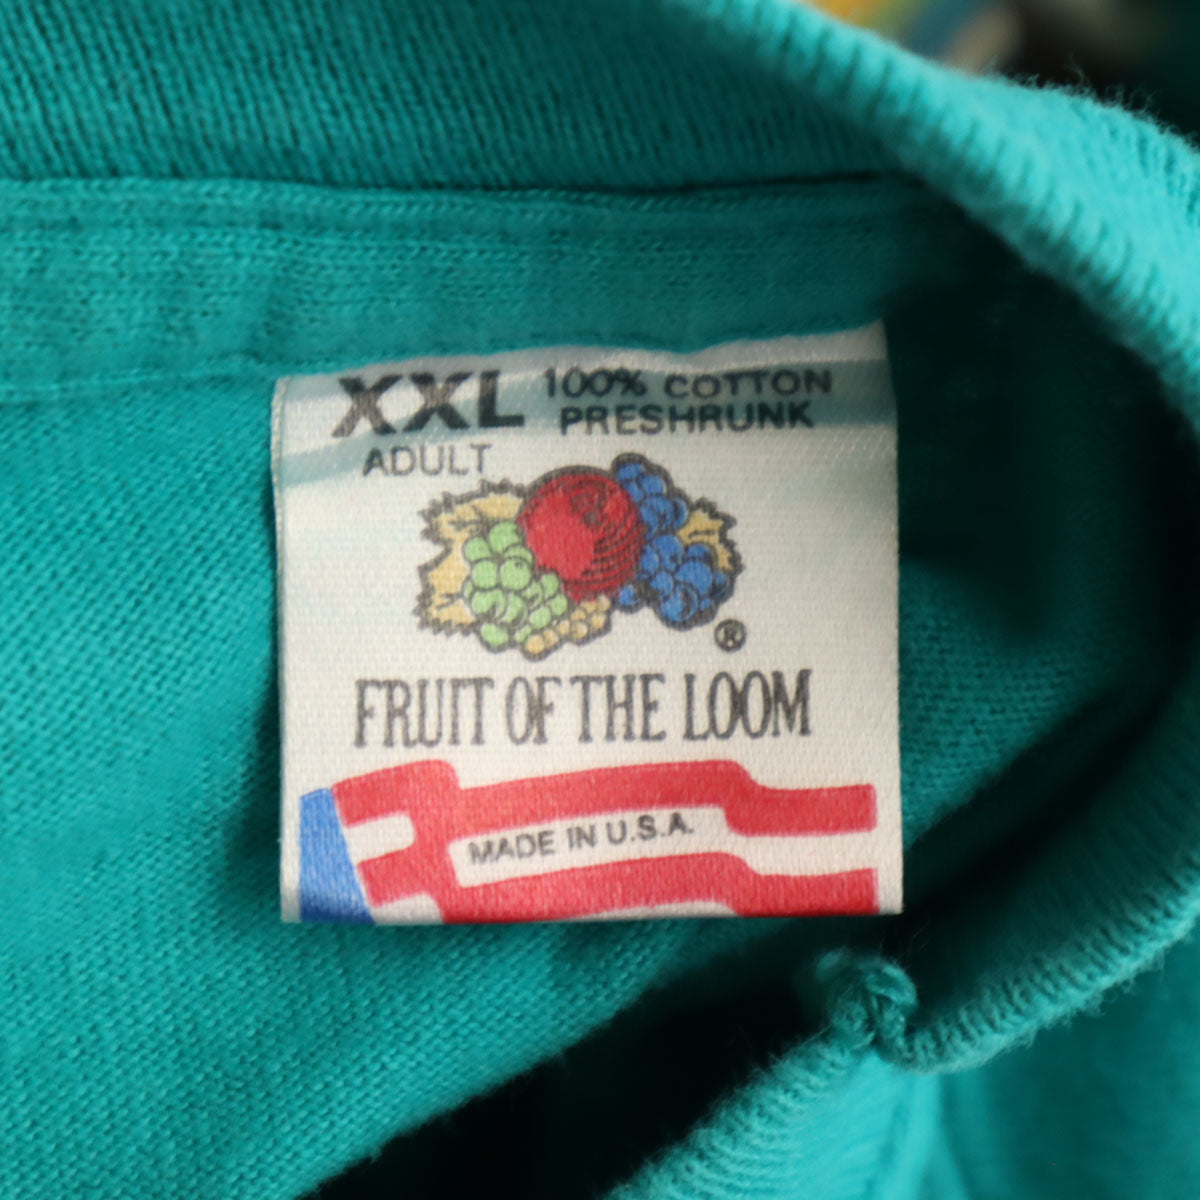 XXL 100% COTTON
PRESHRUNK
ADULT
®
FRUIT OF THE LOOM
MADE IN U.S.A.